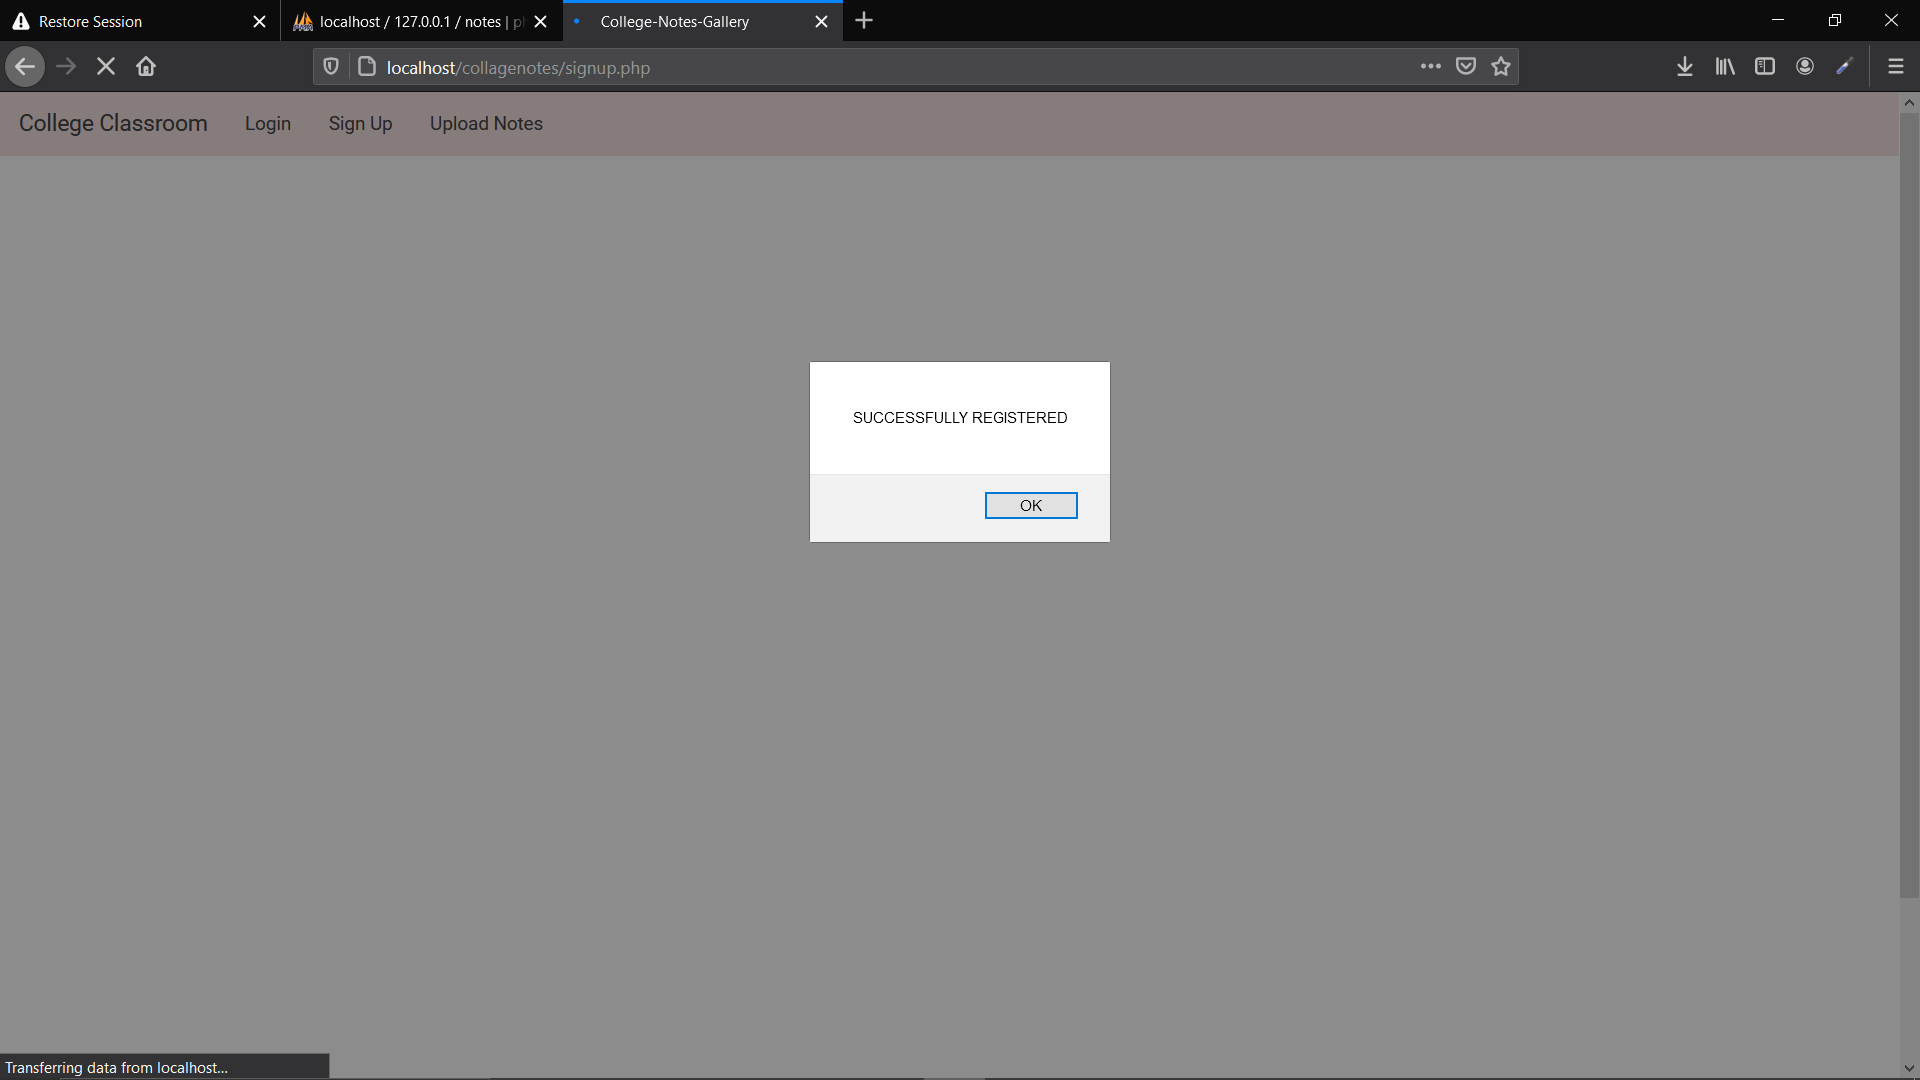 Restore Session
localhost / 127.0.0.1 / notes | ph
College-Notes-Gallery
localhost/collagenotes/signup.php
College Classroom Login Sign Up Upload Notes
SUCCESSFULLY REGISTERED
OK
Transferring data from localhost...